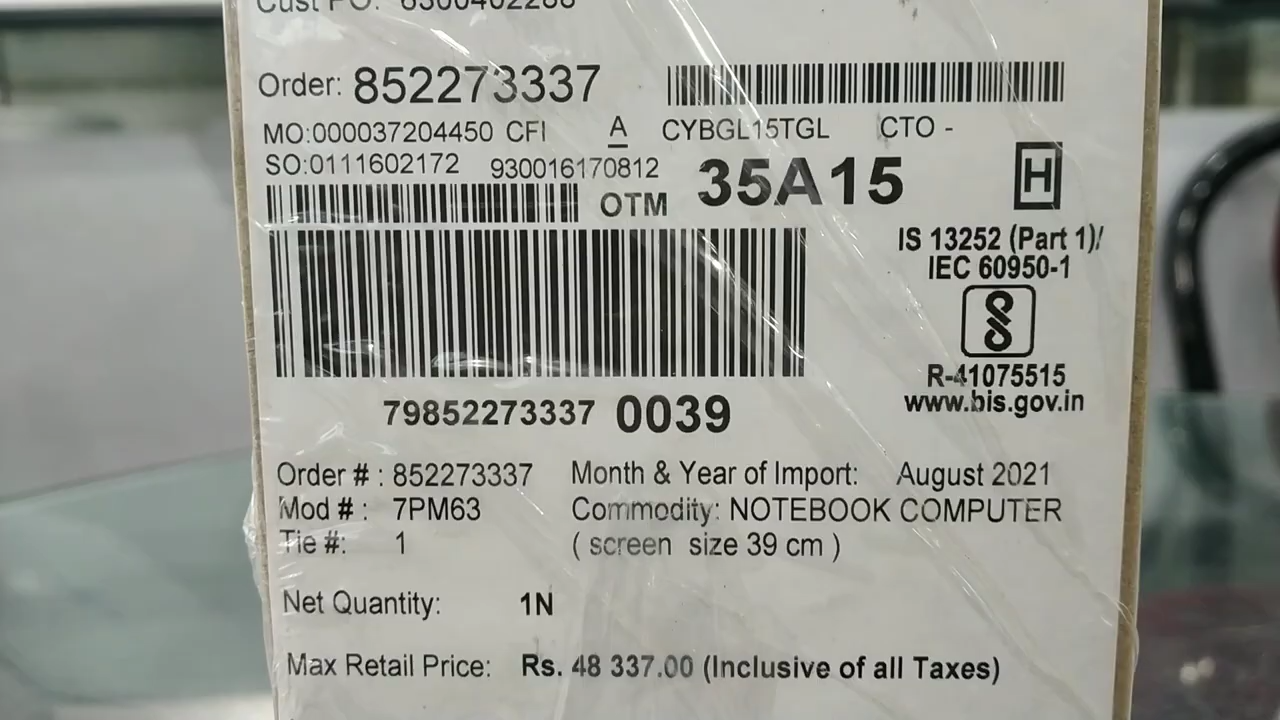 Cust PO: 6300402286
Order: 852273337
MO:000037204450 CFI A CYBGL15TGL CTO -
SO:0111602172 930016170812 35A15 H
OTM
IS 13252 (Part 1)/
IEC 60950-1
R-41075515
www.bis.gov.in
79852273337 0039
Order # : 852273337 Month & Year of Import: August 2021
Mod # : 7PM63 Commodity: NOTEBOOK COMPUTER
Tie #: 1 ( screen size 39 cm )
Net Quantity: 1N
Max Retail Price: Rs. 48 337.00 (Inclusive of all Taxes)